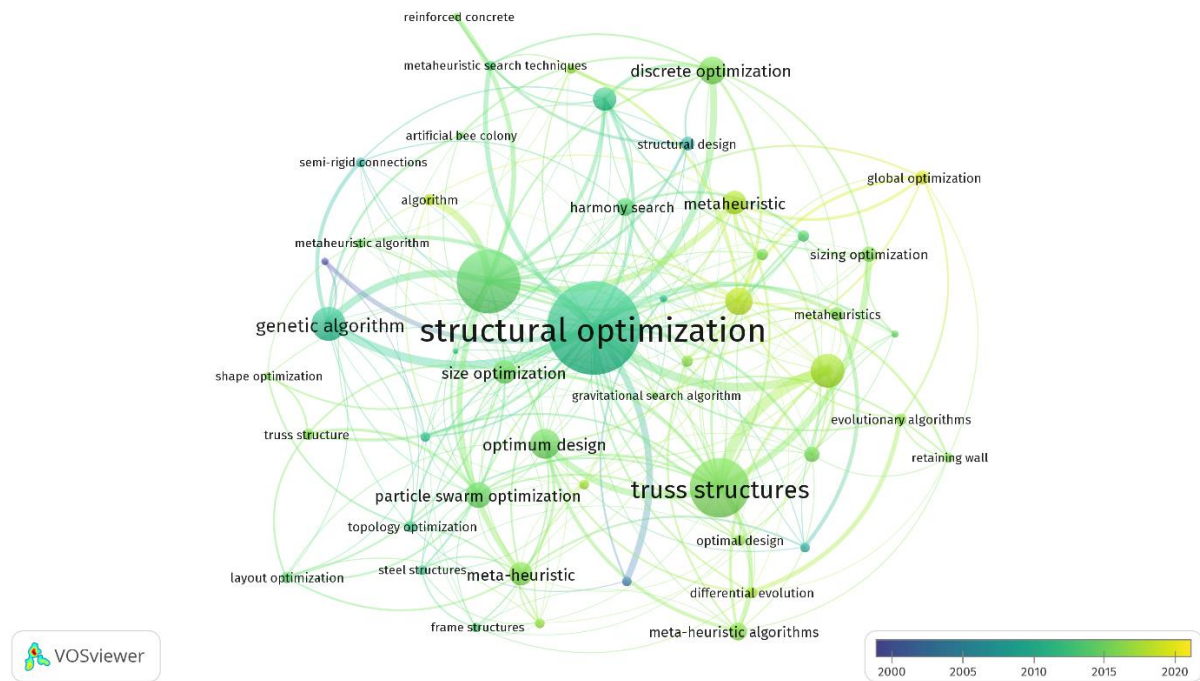 reinforced concrete
metaheuristic search techniques
discrete optimization
artificial bee colony
structural design
semi-rigid connections
global optimization
algorithm
harmony search
metaheuristic
metaheuristic algorithm
sizing optimization
genetic algorithm
structural optimization
metaheuristics
shape optimization
size optimization
gravitational search algorithm
evolutionary algorithms
truss structure
optimum design
retaining wall
particle swarm optimization
truss structures
topology optimization
optimal design
layout optimization
steel structures
meta-heuristic
differential evolution
frame structures
meta-heuristic algorithms
VOSviewer
2000 2005 2010 2015 2020